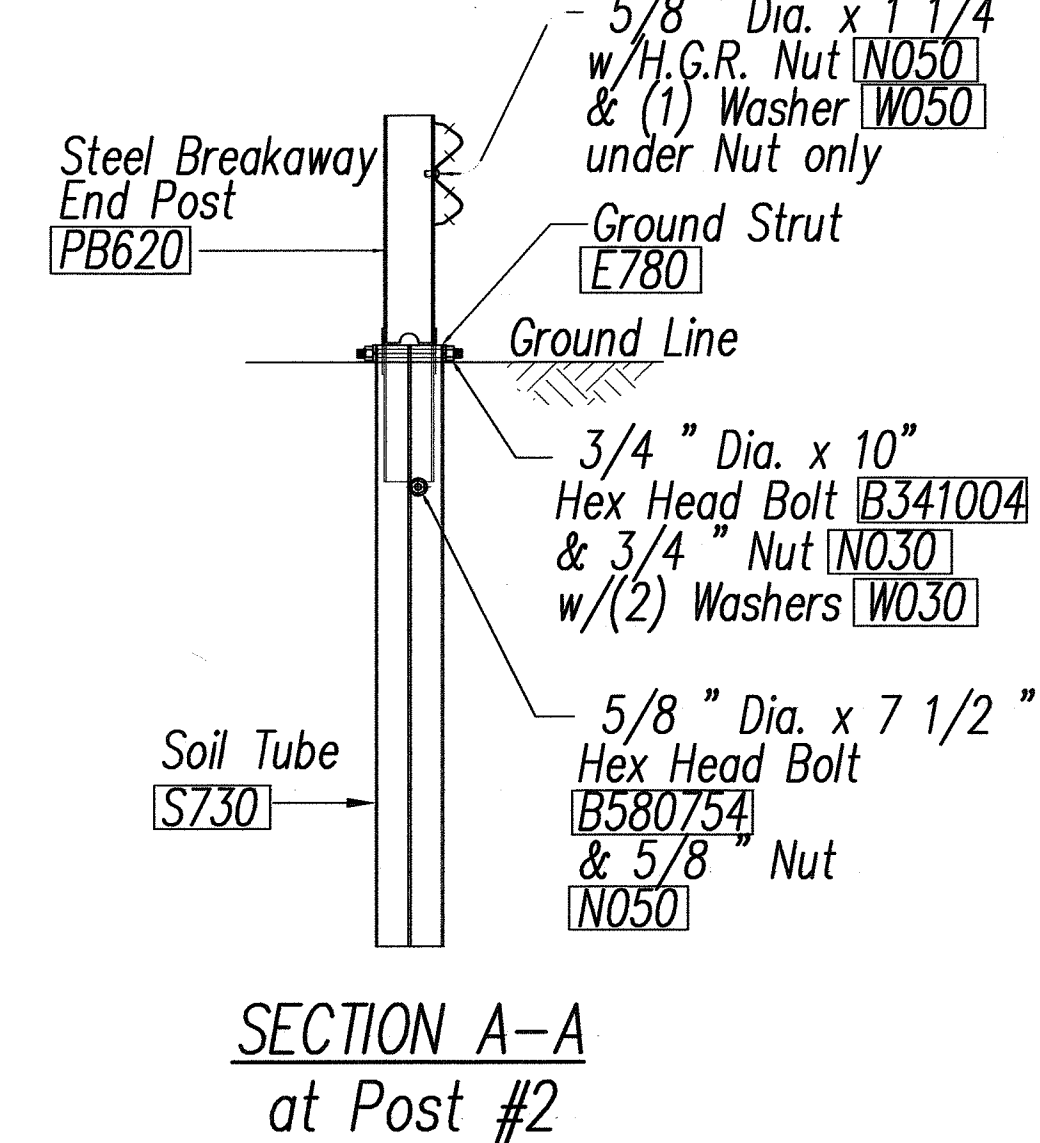 5/8 " Dia. x 1 1/4
w/H.G.R. Nut N050
& (1) Washer W050
under Nut only
Steel Breakaway
End Post
PB620
Ground Strut
E780
Ground Line
3/4 " Dia. x 10"
Hex Head Bolt B341004
& 3/4 " Nut N030
w/(2) Washers W030
5/8 " Dia. x 7 1/2 "
Hex Head Bolt
B580754
& 5/8 " Nut
N050
Soil Tube
S730
SECTION A-A
at Post #2